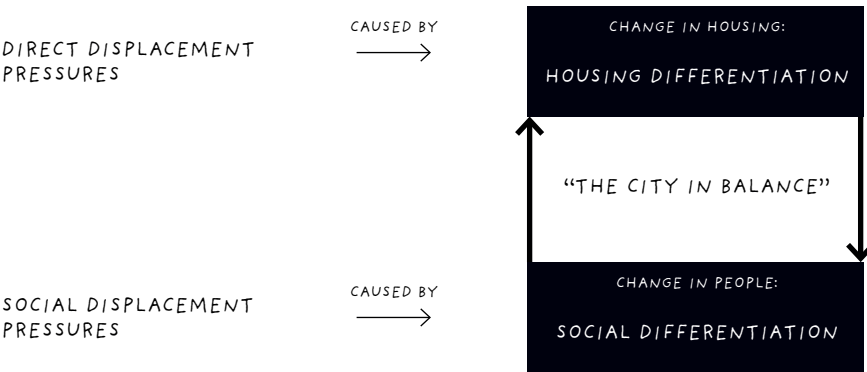 DIRECT DISPLACEMENT
PRESSURES
CAUSED BY
CHANGE IN HOUSING:
HOUSING DIFFERENTIATION
“THE CITY IN BALANCE”
SOCIAL DISPLACEMENT
PRESSURES
CAUSED BY
CHANGE IN PEOPLE:
SOCIAL DIFFERENTIATION